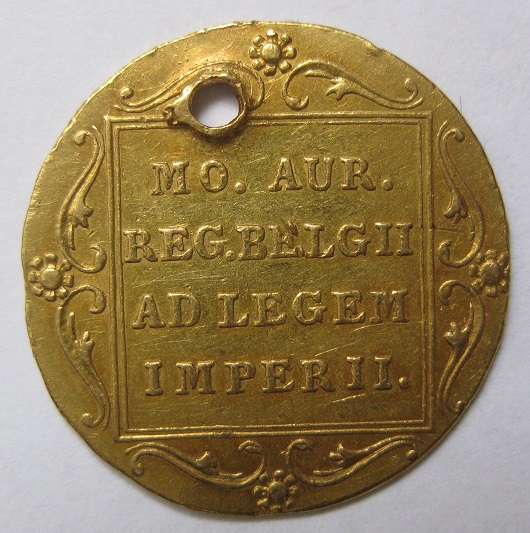 MO. AUR.
REG.BELGII
AD LEGEM
IMPERII.